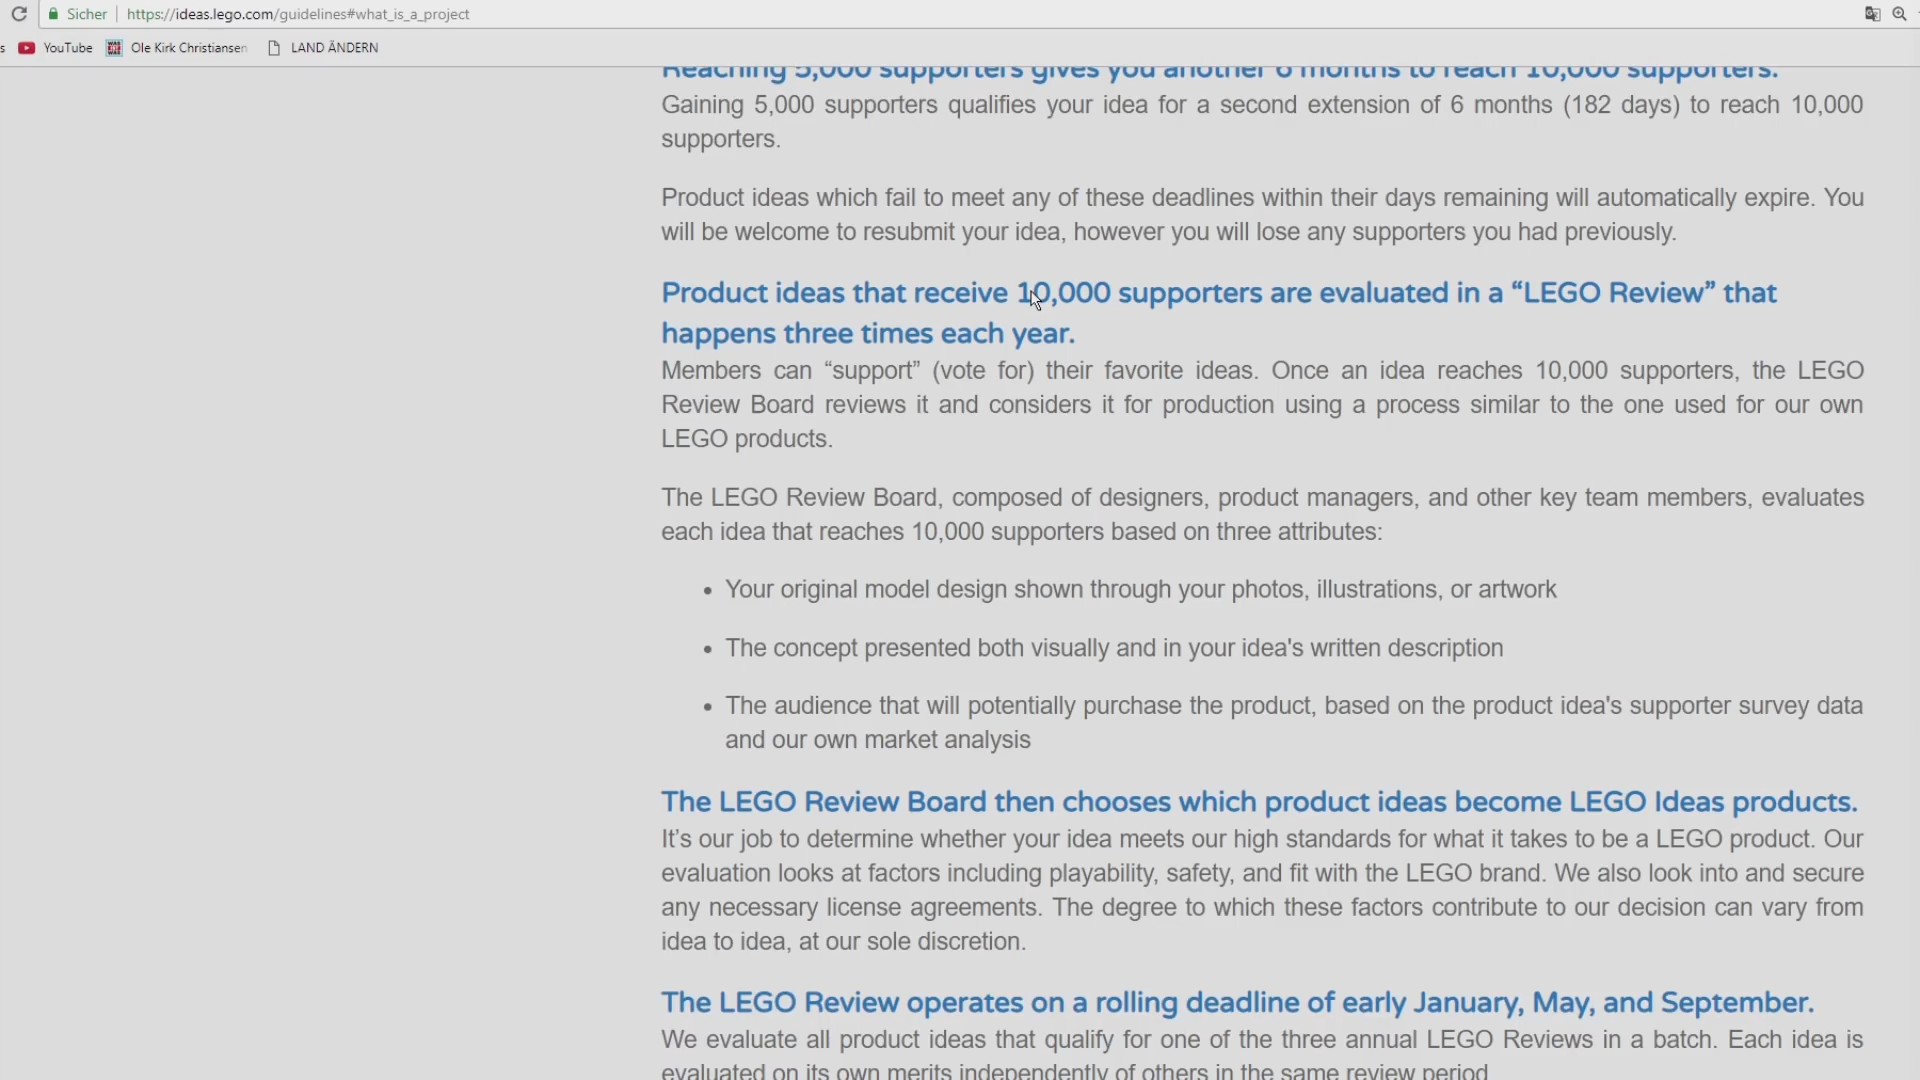 Sicher | https://ideas.lego.com/guidelines#what_is_a_project
s YouTube Ole Kirk Christiansen LAND ÄNDERN
Reaching 5,000 supporters gives you another 6 months to reach 10,000 supporters.
Gaining 5,000 supporters qualifies your idea for a second extension of 6 months (182 days) to reach 10,000
supporters.
Product ideas which fail to meet any of these deadlines within their days remaining will automatically expire. You
will be welcome to resubmit your idea, however you will lose any supporters you had previously.
Product ideas that receive 10,000 supporters are evaluated in a “LEGO Review” that
happens three times each year.
Members can “support” (vote for) their favorite ideas. Once an idea reaches 10,000 supporters, the LEGO
Review Board reviews it and considers it for production using a process similar to the one used for our own
LEGO products.
The LEGO Review Board, composed of designers, product managers, and other key team members, evaluates
each idea that reaches 10,000 supporters based on three attributes:
• Your original model design shown through your photos, illustrations, or artwork
• The concept presented both visually and in your idea's written description
• The audience that will potentially purchase the product, based on the product idea's supporter survey data
and our own market analysis
The LEGO Review Board then chooses which product ideas become LEGO Ideas products.
It’s our job to determine whether your idea meets our high standards for what it takes to be a LEGO product. Our
evaluation looks at factors including playability, safety, and fit with the LEGO brand. We also look into and secure
any necessary license agreements. The degree to which these factors contribute to our decision can vary from
idea to idea, at our sole discretion.
The LEGO Review operates on a rolling deadline of early January, May, and September.
We evaluate all product ideas that qualify for one of the three annual LEGO Reviews in a batch. Each idea is
evaluated on its own merits independently of others in the same review period